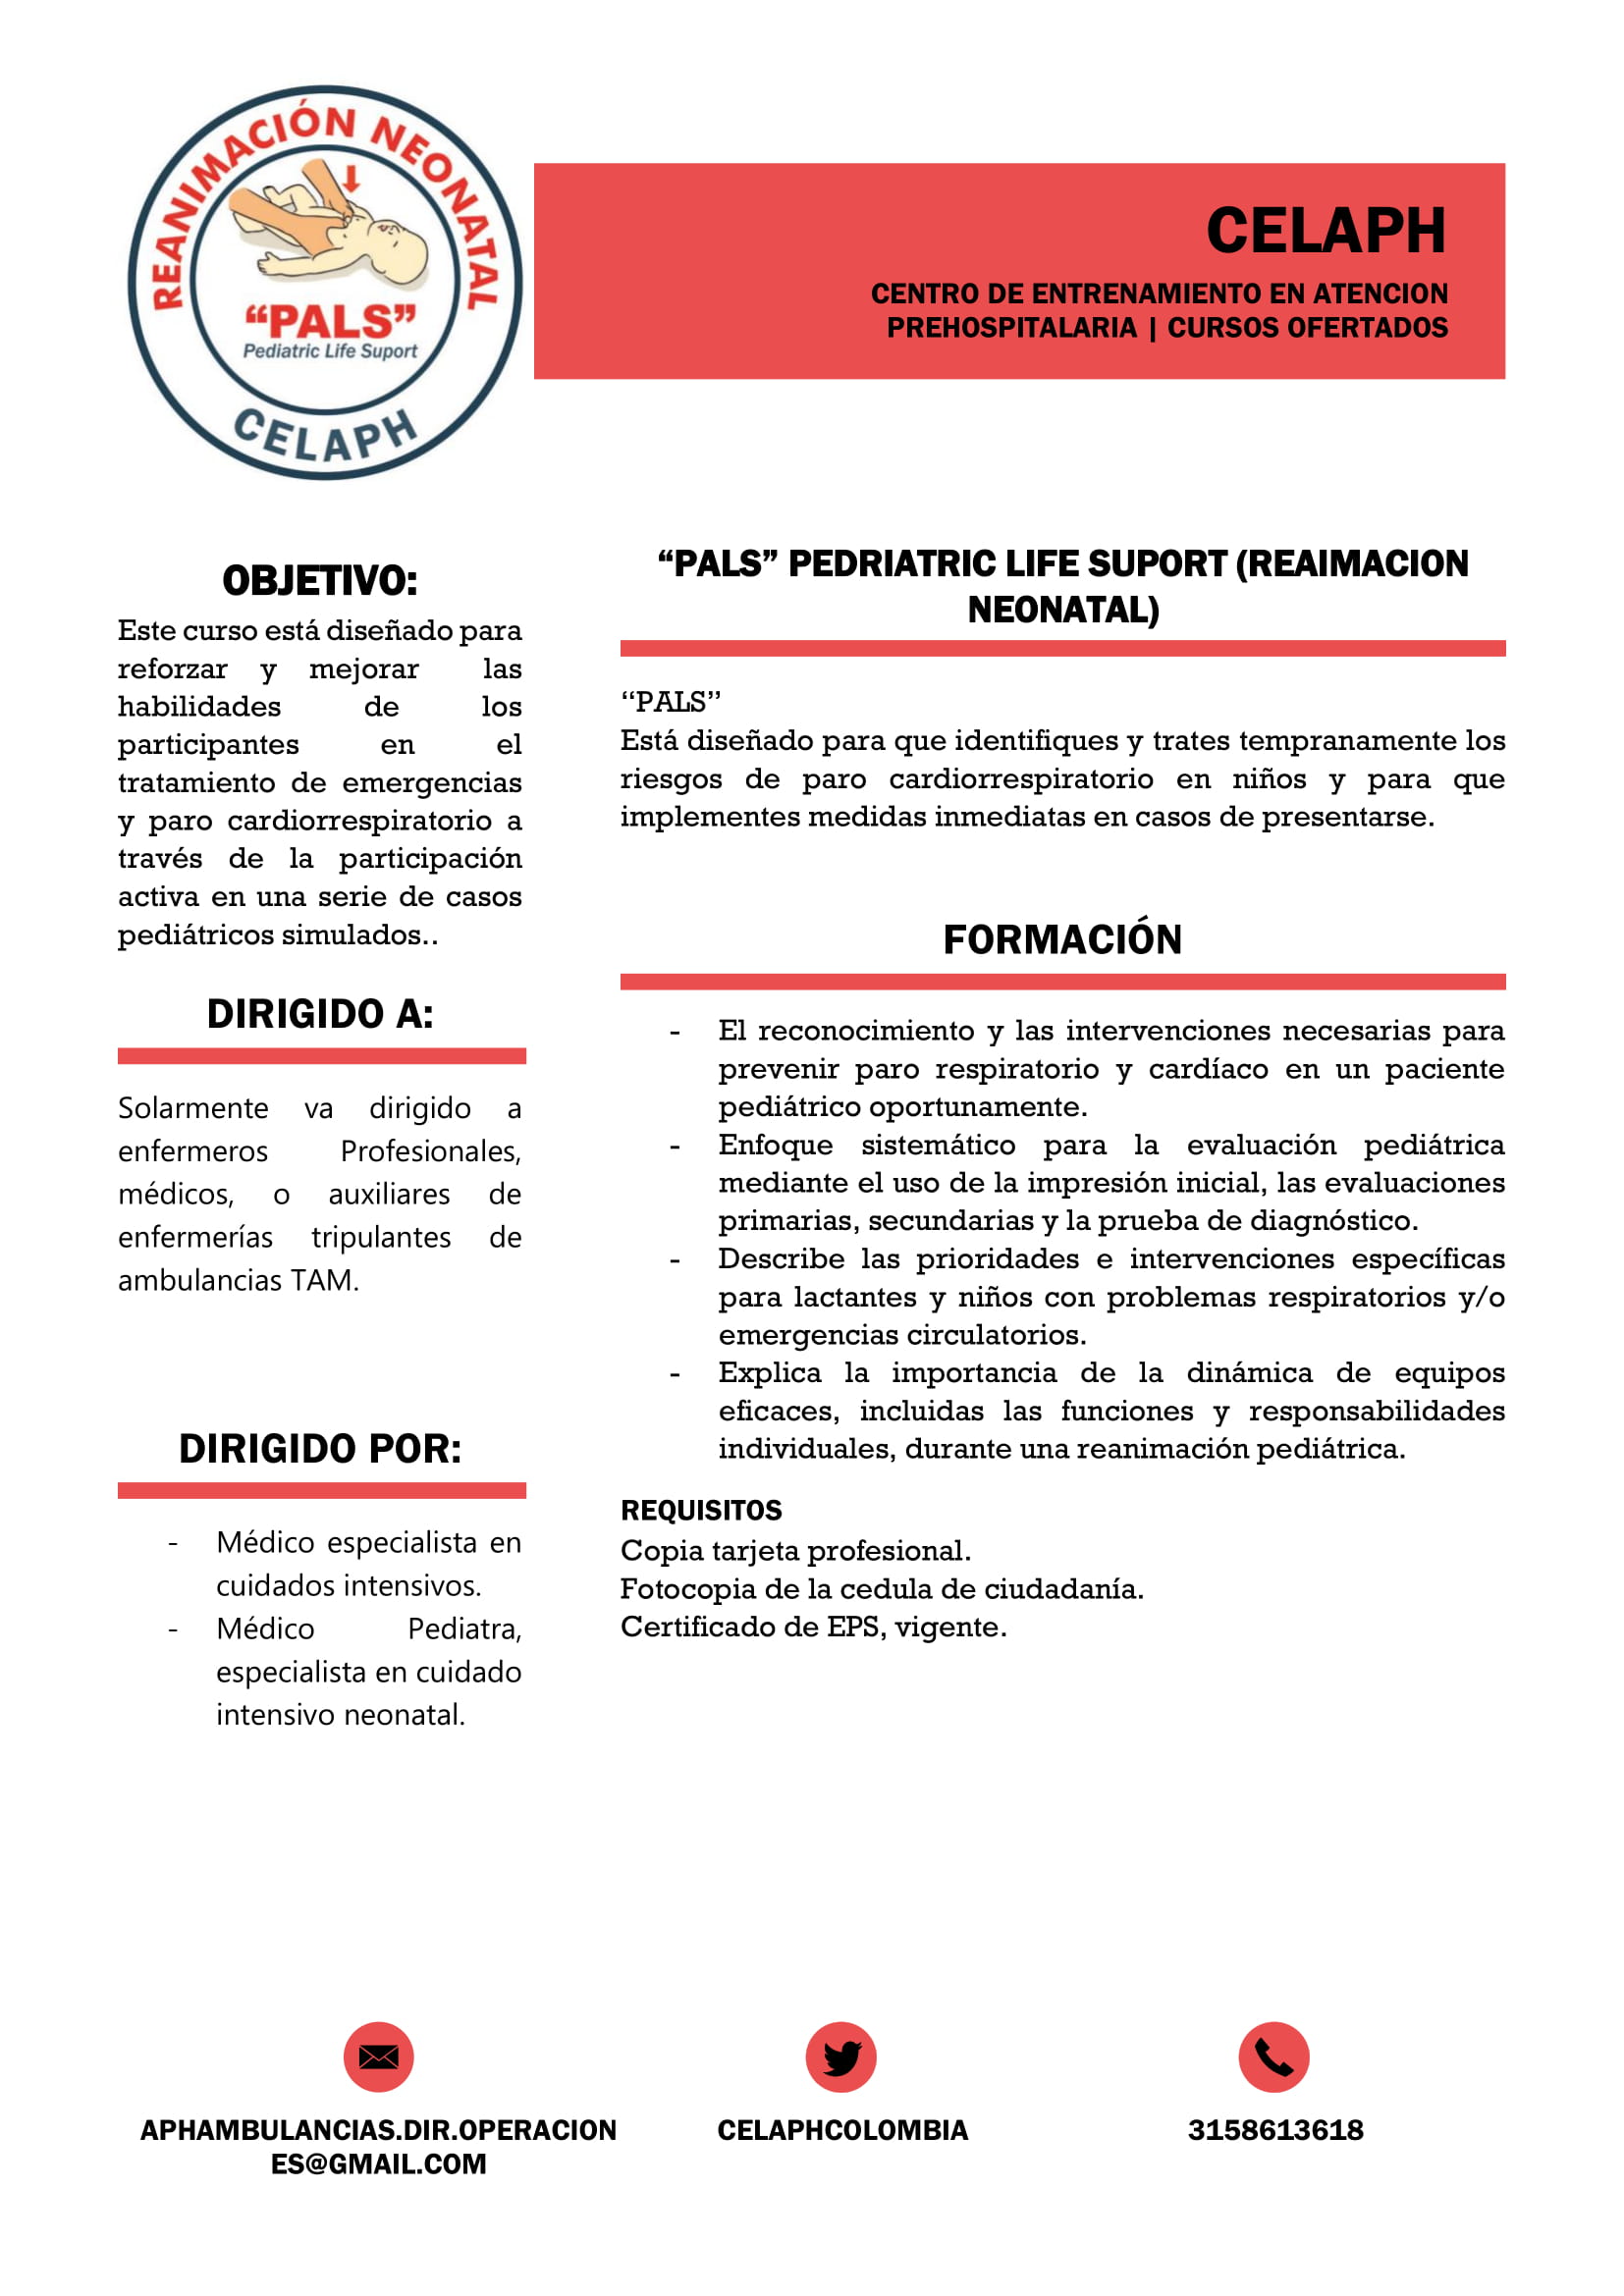 REANIMACIÓN NEONATAL
“PALS”
Pediatric Life Suport
CELAPH
CELAPH
CENTRO DE ENTRENAMIENTO EN ATENCION
PREHOSPITALARIA | CURSOS OFERTADOS
OBJETIVO:
Este curso está diseñado para
reforzar y mejorar las
habilidades de los
participantes en el
tratamiento de emergencias
y paro cardiorrespiratorio a
través de la participación
activa en una serie de casos
pediátricos simulados..
DIRIGIDO A:
Solarmente va dirigido a
enfermeros Profesionales,
médicos, o auxiliares de
enfermerías tripulantes de
ambulancias TAM.
DIRIGIDO POR:
- Médico especialista en
cuidados intensivos.
- Médico Pediatra,
especialista en cuidado
intensivo neonatal.
“PALS” PEDRIATRIC LIFE SUPORT (REAIMACION
NEONATAL)
“PALS”
Está diseñado para que identifiques y trates tempranamente los
riesgos de paro cardiorrespiratorio en niños y para que
implementes medidas inmediatas en casos de presentarse.
FORMACIÓN
- El reconocimiento y las intervenciones necesarias para
prevenir paro respiratorio y cardíaco en un paciente
pediátrico oportunamente.
- Enfoque sistemático para la evaluación pediátrica
mediante el uso de la impresión inicial, las evaluaciones
primarias, secundarias y la prueba de diagnóstico.
- Describe las prioridades e intervenciones específicas
para lactantes y niños con problemas respiratorios y/o
emergencias circulatorios.
- Explica la importancia de la dinámica de equipos
eficaces, incluidas las funciones y responsabilidades
individuales, durante una reanimación pediátrica.
REQUISITOS
Copia tarjeta profesional.
Fotocopia de la cedula de ciudadanía.
Certificado de EPS, vigente.
APHAMBULANCIAS.DIR.OPERACION
ES@GMAIL.COM
CELAPHCOLOMBIA
3158613618